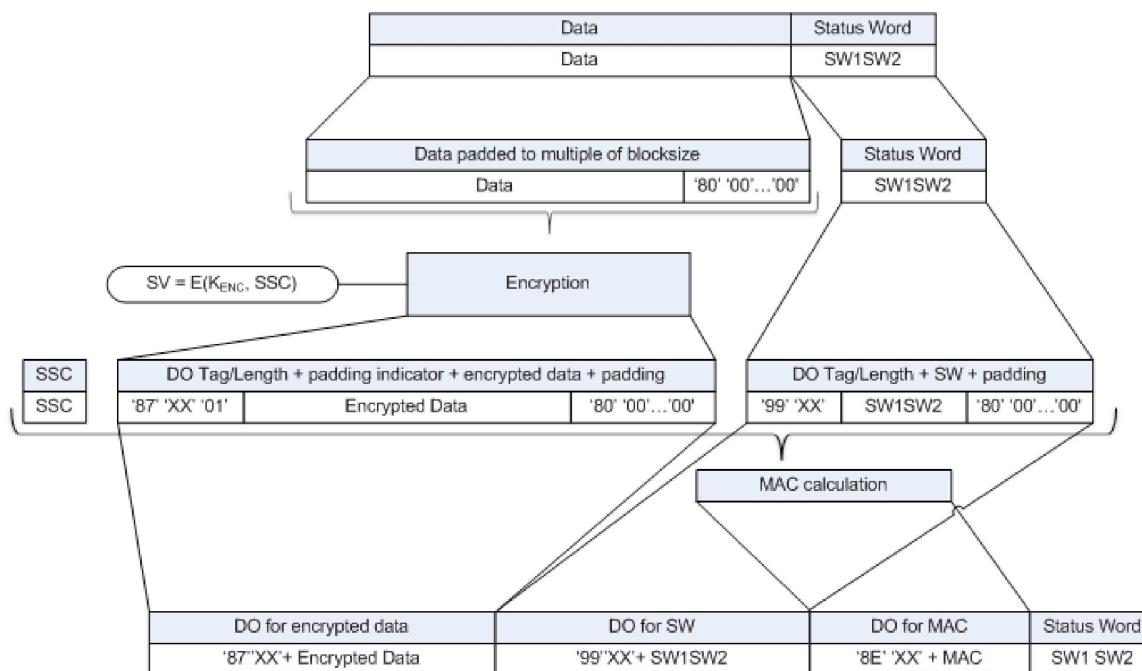 Data Status Word
Data SW1SW2
Data padded to multiple of blocksize Status Word
Data '80' '00'...'00' SW1SW2
SV = E(KENC, SSC) Encryption
SSC DO Tag/Length + padding indicator + encrypted data + padding DO Tag/Length + SW + padding
SSC '87' 'XX' '01' Encrypted Data '80' '00'...'00' '99' 'XX' SW1SW2 '80' '00'...'00'
MAC calculation
DO for encrypted data DO for SW DO for MAC Status Word
'87''XX'+ Encrypted Data '99''XX'+ SW1SW2 '8E' 'XX' + MAC SW1 SW2